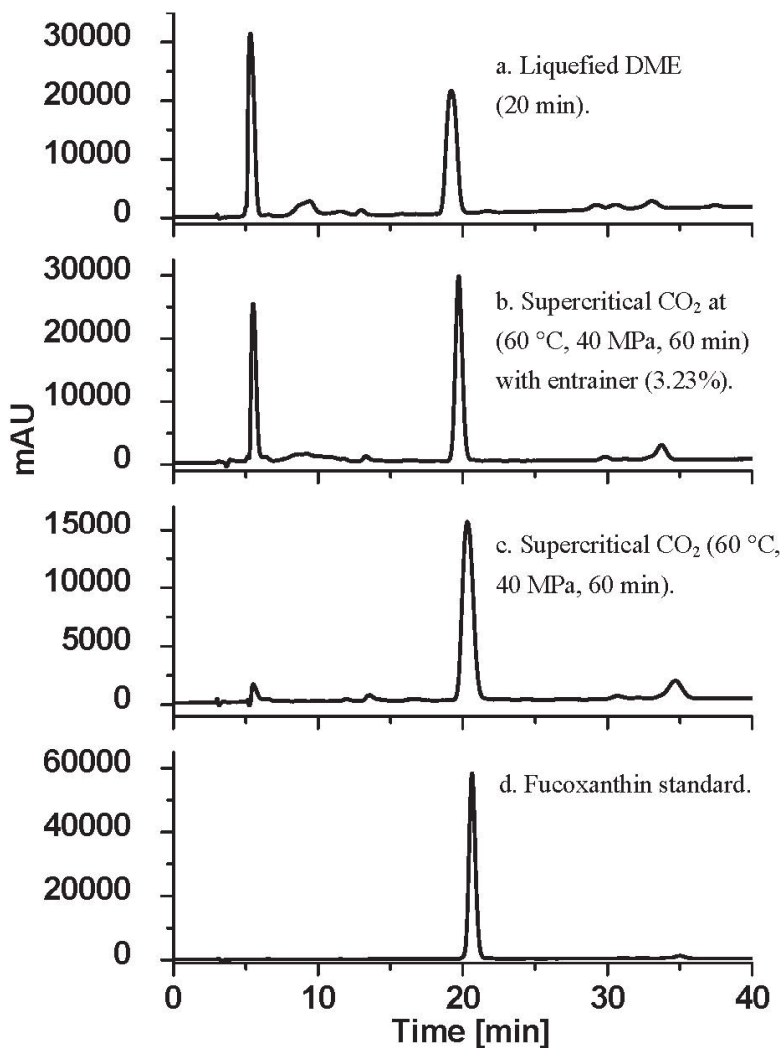 30000
a. Liquefied DME
(20 min).
20000
10000
0
30000
b. Supercritical CO₂ at
(60 °C, 40 MPa, 60 min)
with entrainer (3.23%).
20000
10000
0
mAU
15000
c. Supercritical CO₂ (60 °C,
40 MPa, 60 min).
10000
5000
0
60000
d. Fucoxanthin standard.
40000
20000
0
0 10 20 30 40
Time [min]